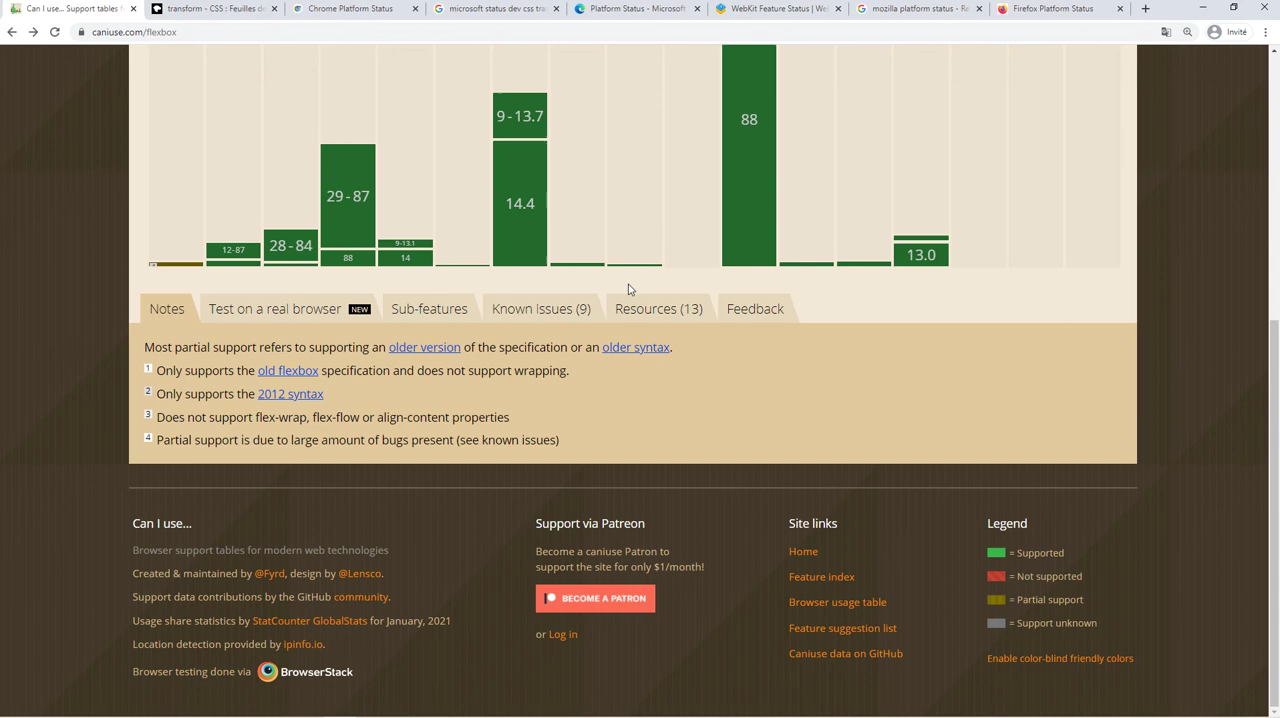 Can I use... Support tables f
transform - CSS : Feuilles de
Chrome Platform Status
microsoft status dev css tra
Platform Status - Microsoft
WebKit Feature Status | We
mozilla platform status - Re
Firefox Platform Status
caniuse.com/flexbox
Invité
9-13.7
88
29-87
14.4
12-87
28-84
9-13.1
88
14
13.0
Notes
Test on a real browser NEW
Sub-features
Known Issues (9)
Resources (13)
Feedback
Most partial support refers to supporting an older version of the specification or an older syntax.
1 Only supports the old flexbox specification and does not support wrapping.
2 Only supports the 2012 syntax
3 Does not support flex-wrap, flex-flow or align-content properties
4 Partial support is due to large amount of bugs present (see known issues)
Can I use...
Browser support tables for modern web technologies
Created & maintained by @Fyrd, design by @Lensco.
Support data contributions by the GitHub community.
Usage share statistics by StatCounter GlobalStats for January, 2021
Location detection provided by ipinfo.io.
Browser testing done via BrowserStack
Support via Patreon
Become a caniuse Patron to
support the site for only $1/month!
BECOME A PATRON
or Log in
Site links
Home
Feature index
Browser usage table
Feature suggestion list
Caniuse data on GitHub
Legend
= Supported
= Not supported
= Partial support
= Support unknown
Enable color-blind friendly colors